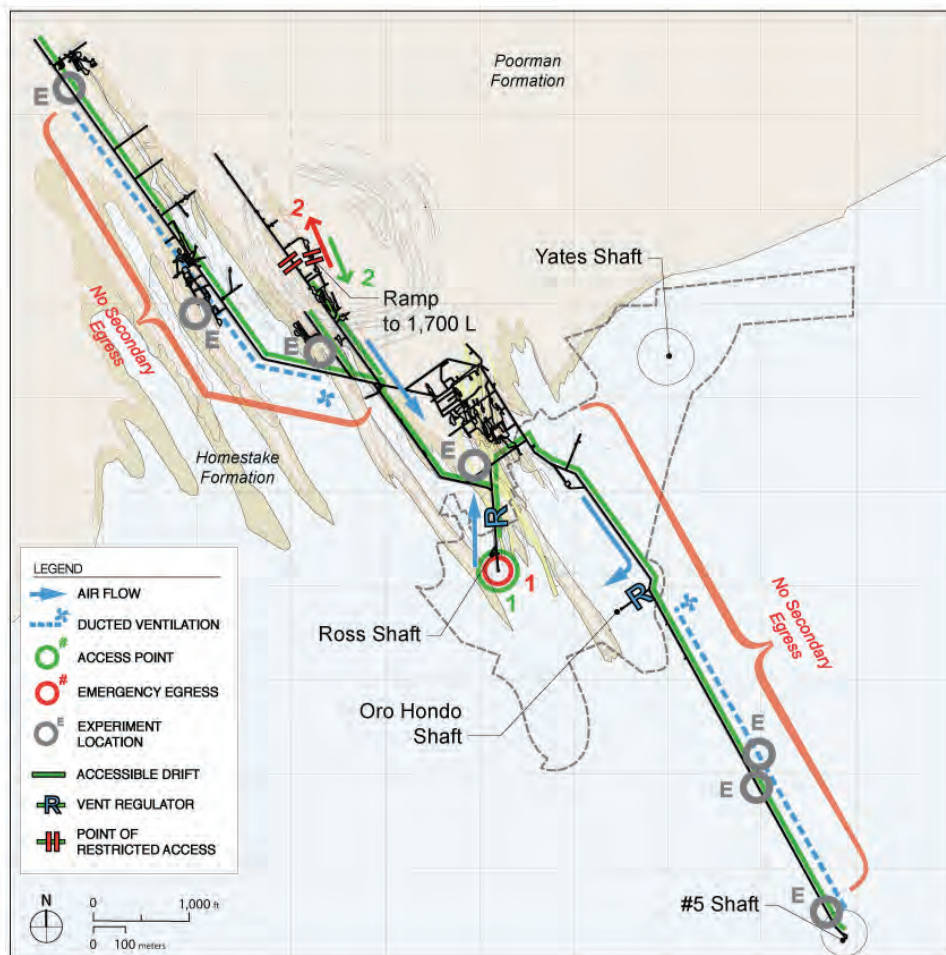 Poorman
Formation
E
2
2
Yates Shaft
Ramp
to 1,700 L
No Secondary
Egress
E
E
Homestake
Formation
E
R
No Secondary
Egress
1
1
R
Ross Shaft
Oro Hondo
Shaft
E
E
#5 Shaft
E
LEGEND
AIR FLOW
DUCTED VENTILATION
#
ACCESS POINT
#
EMERGENCY EGRESS
E
EXPERIMENT
LOCATION
ACCESSIBLE DRIFT
R
VENT REGULATOR
POINT OF
RESTRICTED ACCESS
N
0 1,000 ft
0 100 meters